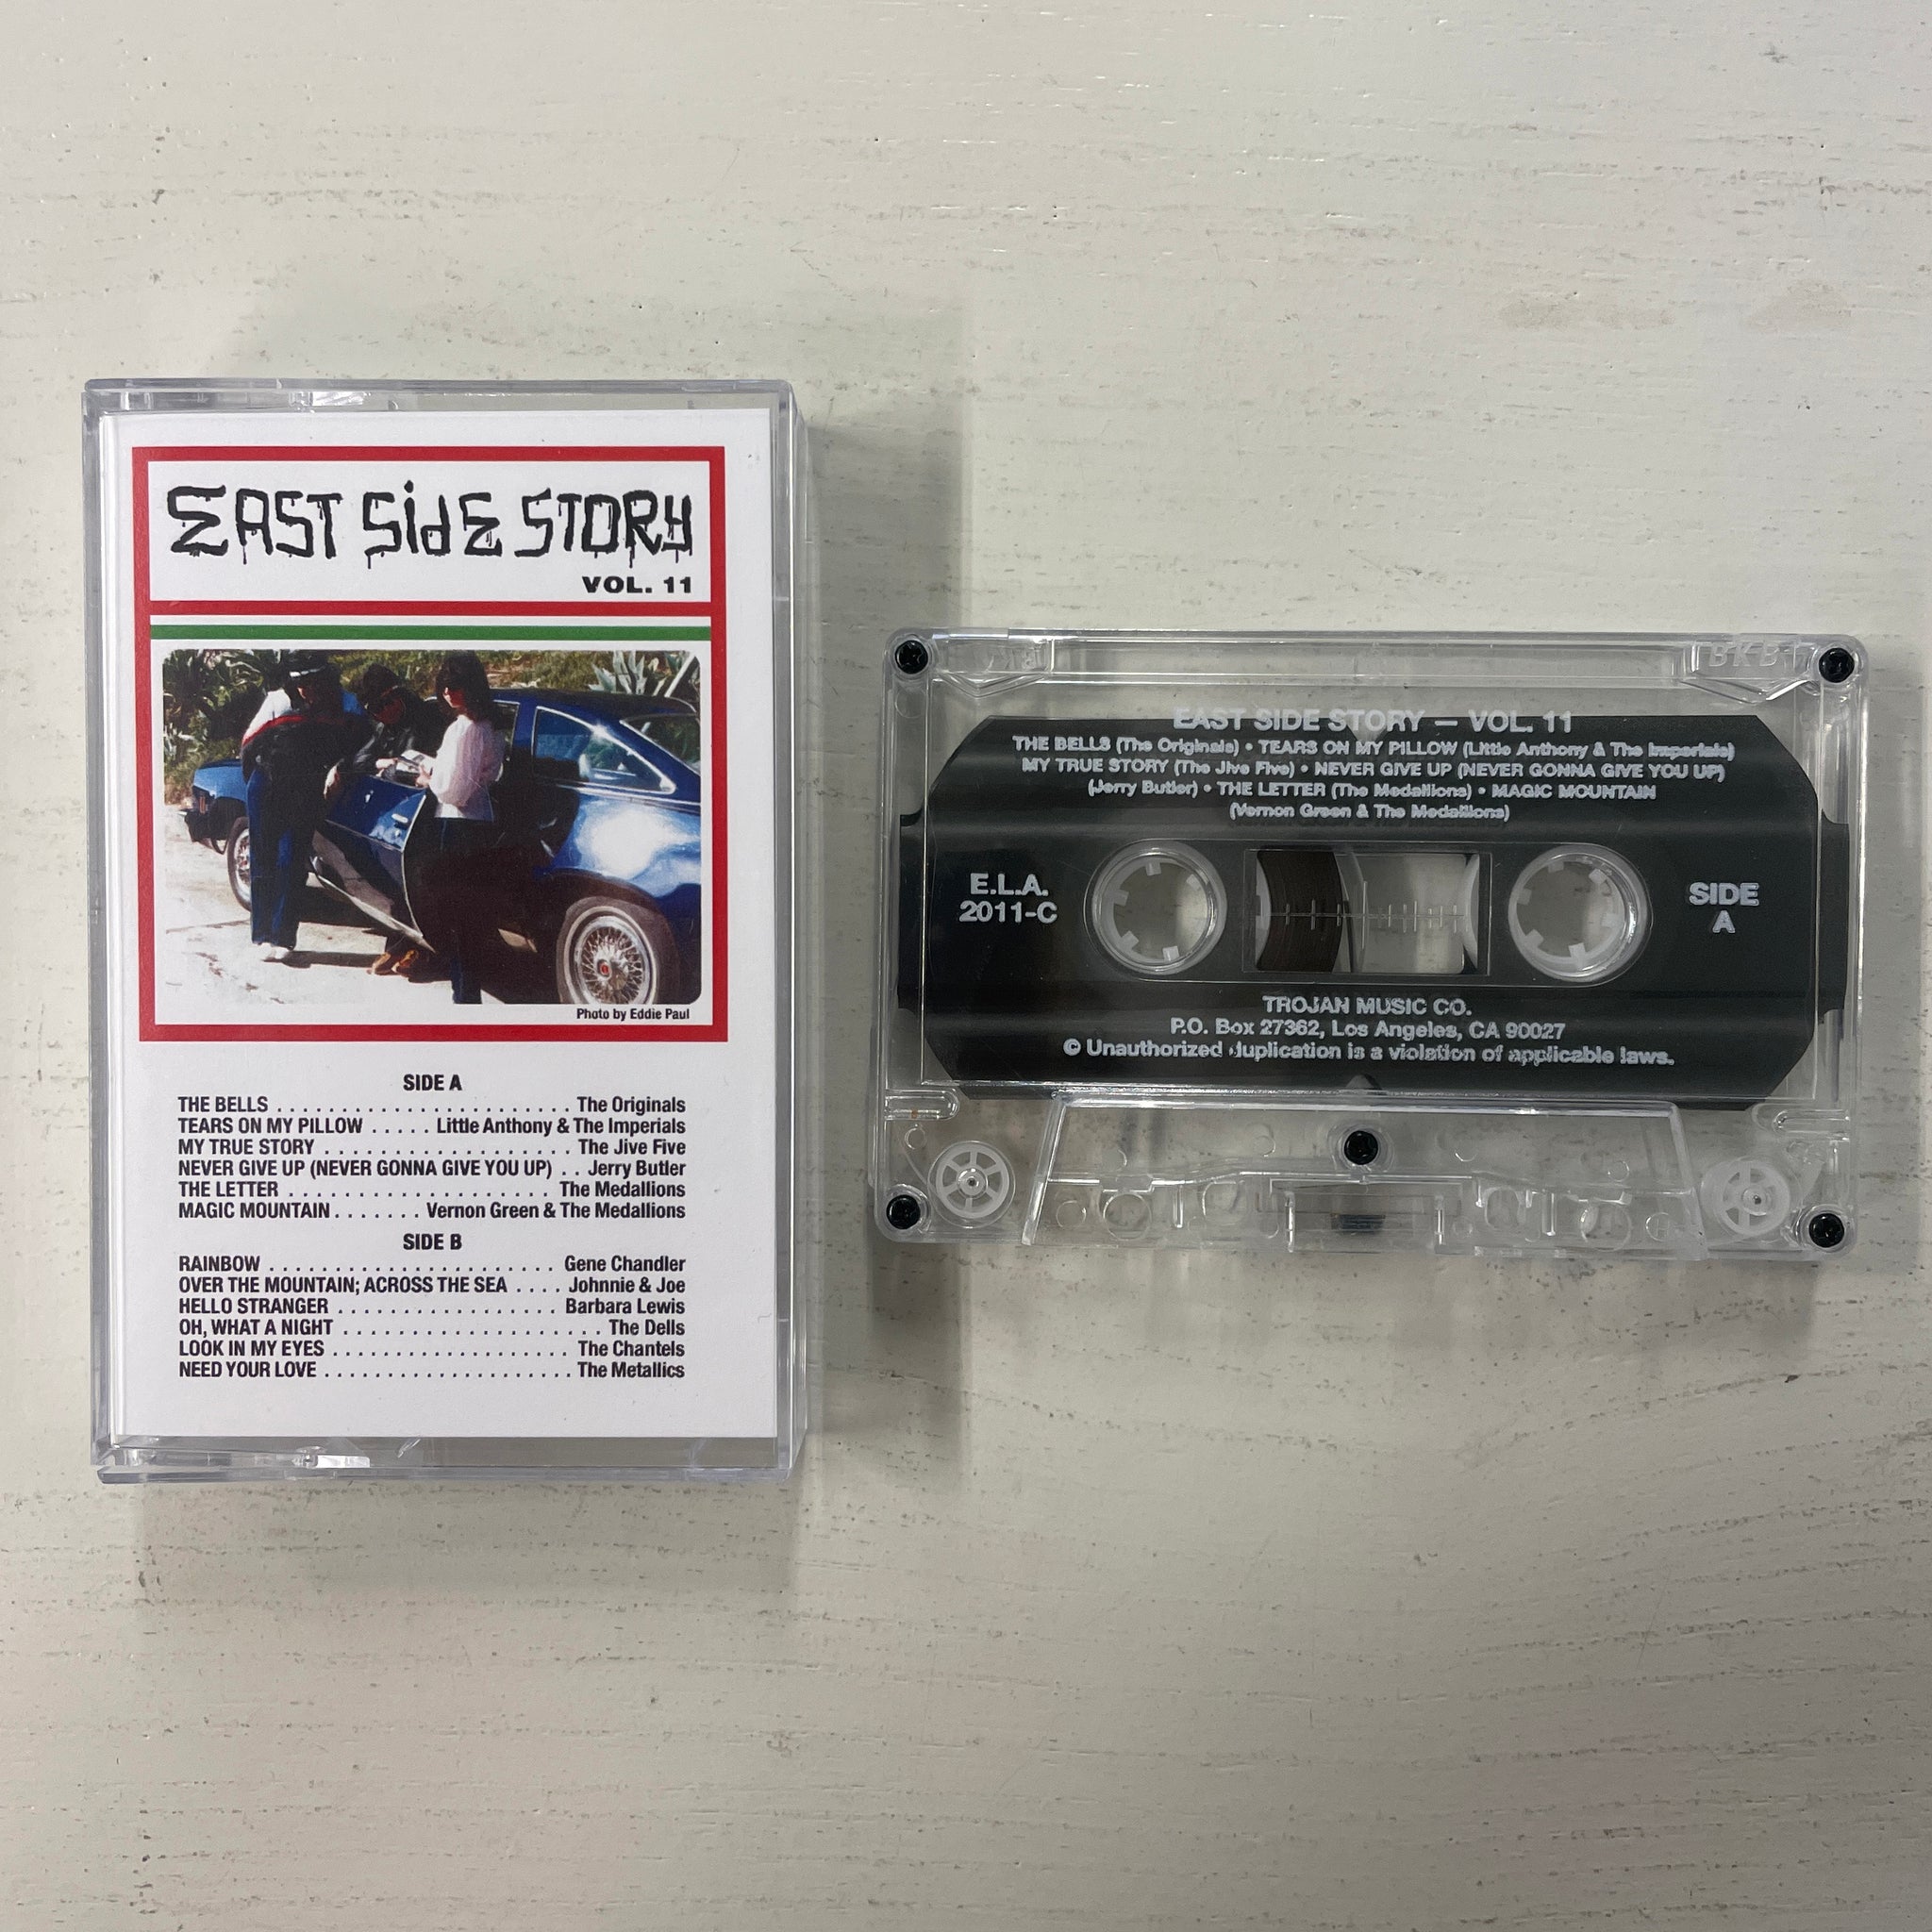 EAST SidE STORY
VOL. 11
Photo by Eddie Paul
SIDE A
THE BELLS . . . . . . . . . . . . . . . . . . . . . . . The Originals
TEARS ON MY PILLOW . . . . . Little Anthony & The Imperials
MY TRUE STORY . . . . . . . . . . . . . . . . . . . The Jive Five
NEVER GIVE UP (NEVER GONNA GIVE YOU UP) . . Jerry Butler
THE LETTER . . . . . . . . . . . . . . . . . . . . The Medallions
MAGIC MOUNTAIN . . . . . . . Vernon Green & The Medallions
SIDE B
RAINBOW . . . . . . . . . . . . . . . . . . . . . . Gene Chandler
OVER THE MOUNTAIN; ACROSS THE SEA . . . . Johnnie & Joe
HELLO STRANGER . . . . . . . . . . . . . . . . . Barbara Lewis
OH, WHAT A NIGHT . . . . . . . . . . . . . . . . . . . . The Dells
LOOK IN MY EYES . . . . . . . . . . . . . . . . . . The Chantels
NEED YOUR LOVE . . . . . . . . . . . . . . . . . . . The Metallics
BKB
EAST SIDE STORY — VOL. 11
THE BELLS (The Originals) • TEARS ON MY PILLOW (Little Anthony & The Imperials)
MY TRUE STORY (The Jive Five) • NEVER GIVE UP (NEVER GONNA GIVE YOU UP)
(Jerry Butler) • THE LETTER (The Medallions) • MAGIC MOUNTAIN
(Vernon Green & The Medallions)
E.L.A.
2011-C
SIDE
A
TROJAN MUSIC CO.
P.O. Box 27362, Los Angeles, CA 90027
© Unauthorized duplication is a violation of applicable laws.